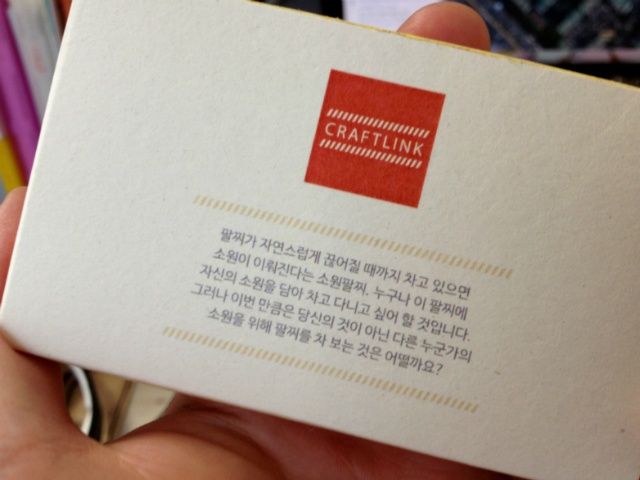 CRAFTLINK
팔찌가 자연스럽게 끊어질 때까지 차고 있으면
소원이 이뤄진다는 소원팔찌. 누구나 이 팔찌에
자신의 소원을 담아 차고 다니고 싶어 할 것입니다.
그러나 이번 만큼은 당신의 것이 아닌 다른 누군가의
소원을 위해 팔찌를 차 보는 것은 어떨까요?